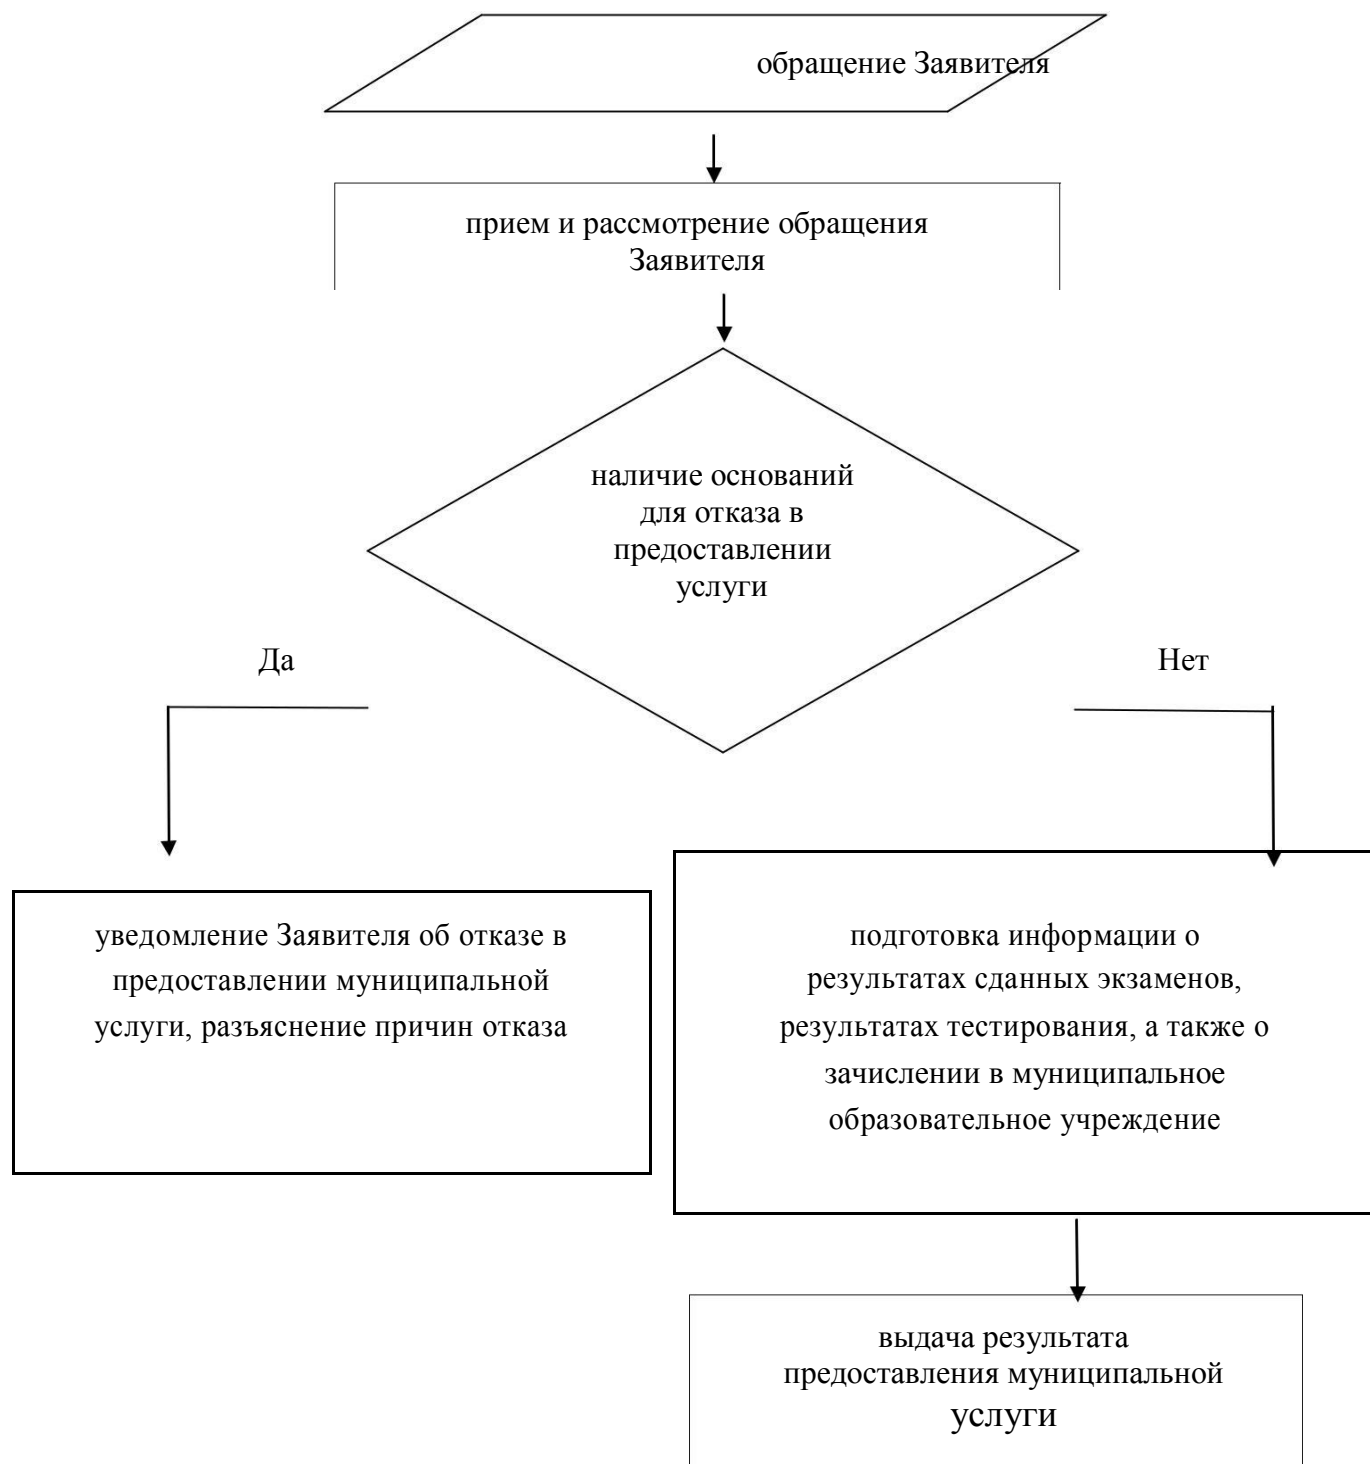 обращение Заявителя
прием и рассмотрение обращения
Заявителя
наличие оснований
для отказа в
предоставлении
услуги
Да
Нет
уведомление Заявителя об отказе в
предоставлении муниципальной
услуги, разъяснение причин отказа
подготовка информации о
результатах сданных экзаменов,
результатах тестирования, а также о
зачислении в муниципальное
образовательное учреждение
выдача результата
предоставления муниципальной
услуги